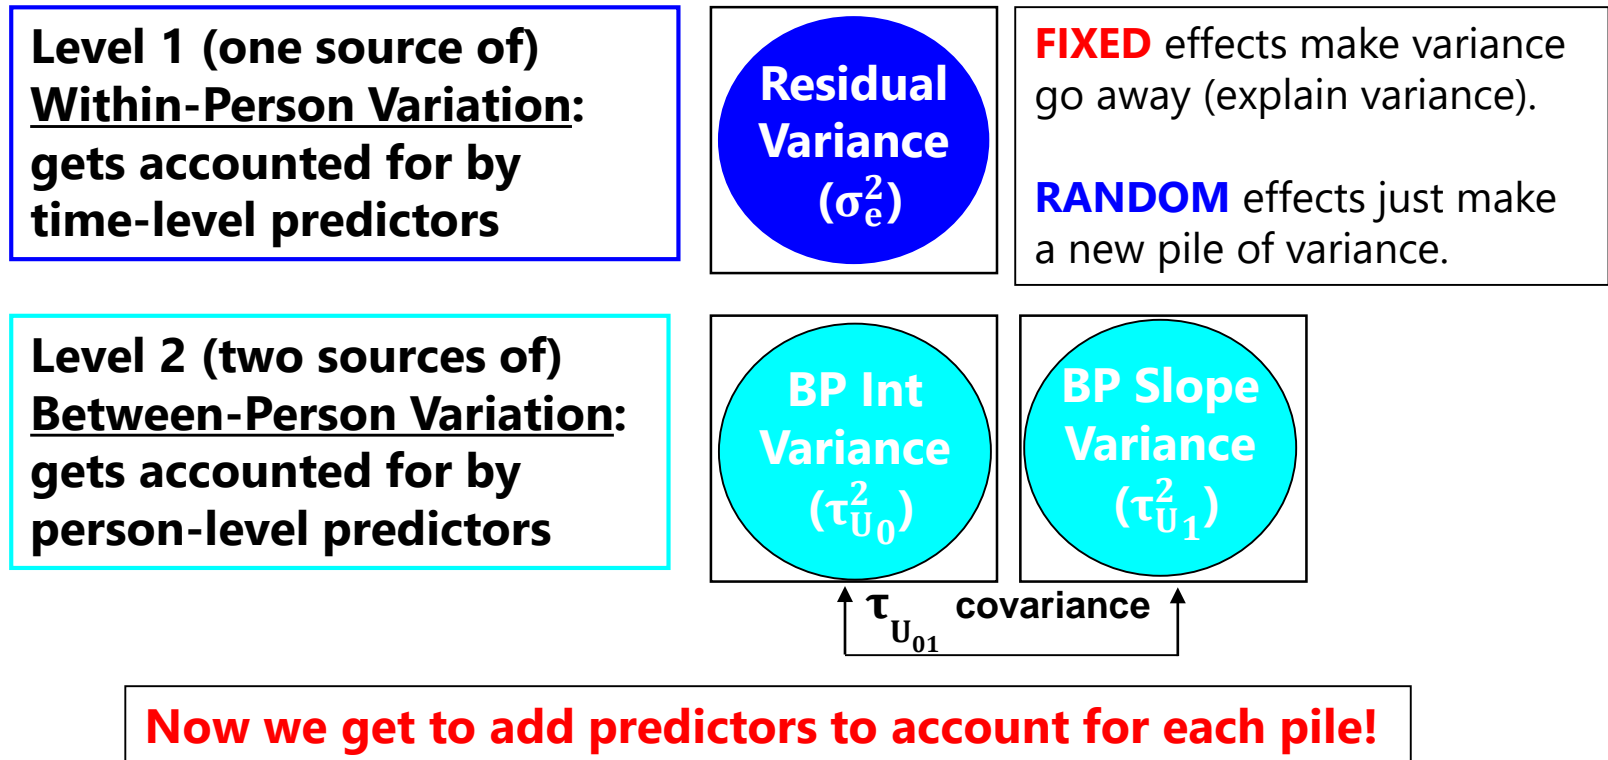 Level 1 (one source of)
Within-Person Variation:
gets accounted for by
time-level predictors
Residual
Variance
(σ²ₑ)
FIXED effects make variance
go away (explain variance).
RANDOM effects just make
a new pile of variance.
Level 2 (two sources of)
Between-Person Variation:
gets accounted for by
person-level predictors
BP Int
Variance
(τ²U₀)
BP Slope
Variance
(τ²U₁)
τU₀₁ covariance
Now we get to add predictors to account for each pile!